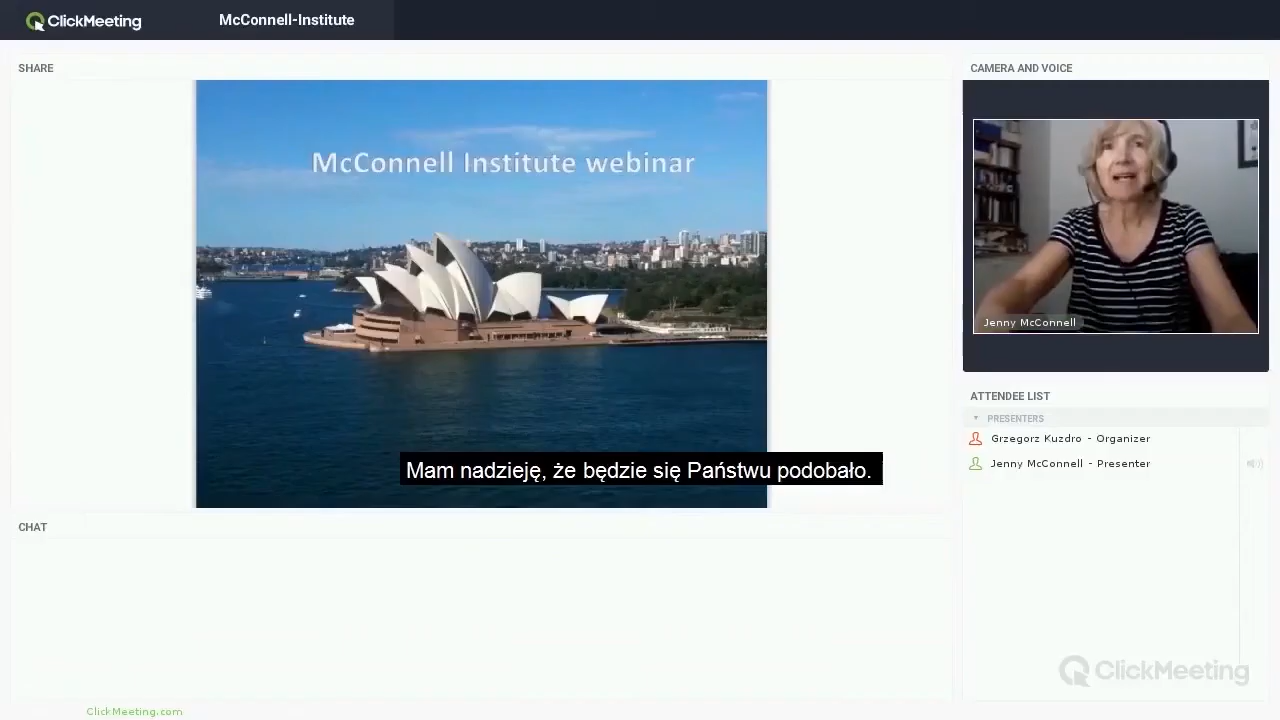 ClickMeeting
McConnell-Institute
SHARE
McConnell Institute webinar
Mam nadzieję, że będzie się Państwu podobało.
CHAT
ClickMeeting.com
CAMERA AND VOICE
Jenny McConnell
ATTENDEE LIST
PRESENTERS
Grzegorz Kuzdro - Organizer
Jenny McConnell - Presenter
ClickMeeting